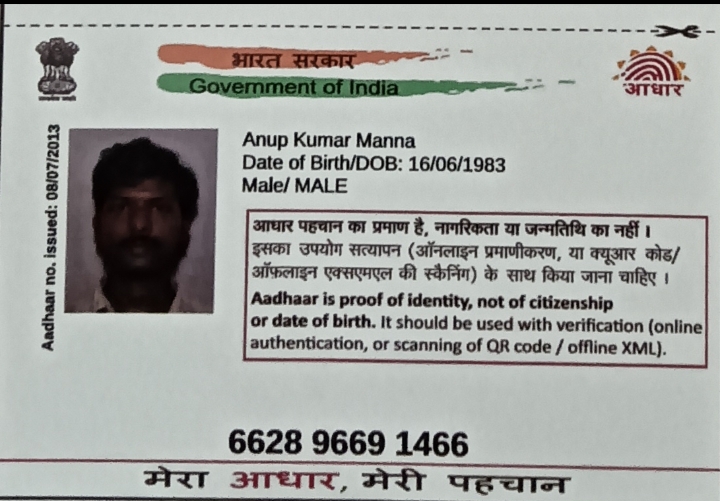 भारत सरकार
Government of India
आधार
Aadhaar no. issued: 08/07/2013
Anup Kumar Manna
Date of Birth/DOB: 16/06/1983
Male/ MALE
आधार पहचान का प्रमाण है, नागरिकता या जन्मतिथि का नहीं ।
इसका उपयोग सत्यापन (ऑनलाइन प्रमाणीकरण, या क्यूआर कोड/
ऑफ़लाइन एक्सएमएल की स्कैनिंग) के साथ किया जाना चाहिए ।
Aadhaar is proof of identity, not of citizenship
or date of birth. It should be used with verification (online
authentication, or scanning of QR code / offline XML).
6628 9669 1466
मेरा आधार, मेरी पहचान